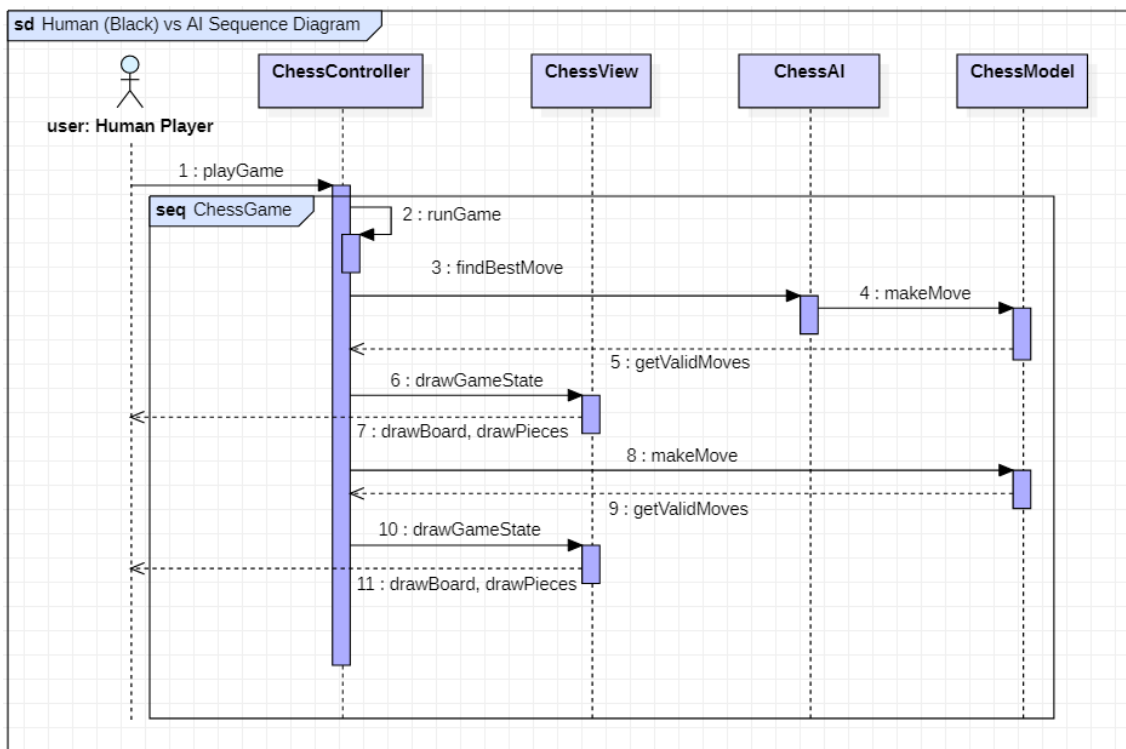 sd Human (Black) vs AI Sequence Diagram
ChessController
ChessView
ChessAI
ChessModel
user: Human Player
1 : playGame
seq ChessGame
2 : runGame
3 : findBestMove
4 : makeMove
5 : getValidMoves
6 : drawGameState
7 : drawBoard, drawPieces
8 : makeMove
9 : getValidMoves
10 : drawGameState
11 : drawBoard, drawPieces